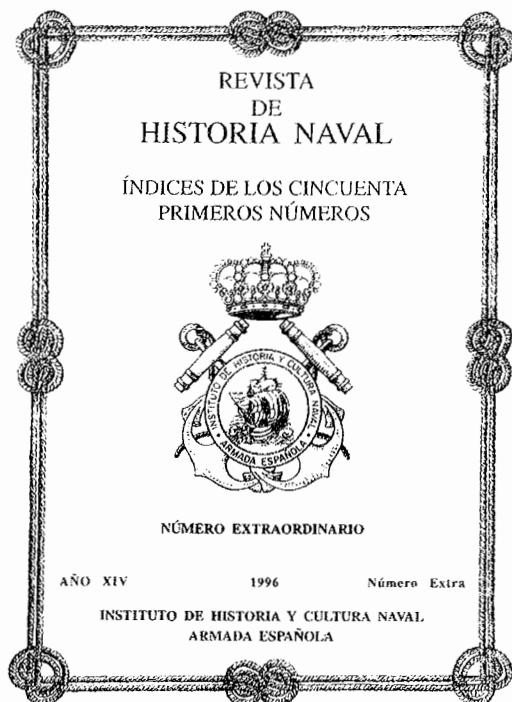 REVISTA
DE
HISTORIA NAVAL
ÍNDICES DE LOS CINCUENTA
PRIMEROS NÚMEROS
INSTITUTO DE HISTORIA Y CULTURA NAVAL
• ARMADA ESPAÑOLA •
NÚMERO EXTRAORDINARIO
AÑO XIV 1996 Número Extra
INSTITUTO DE HISTORIA Y CULTURA NAVAL
ARMADA ESPAÑOLA